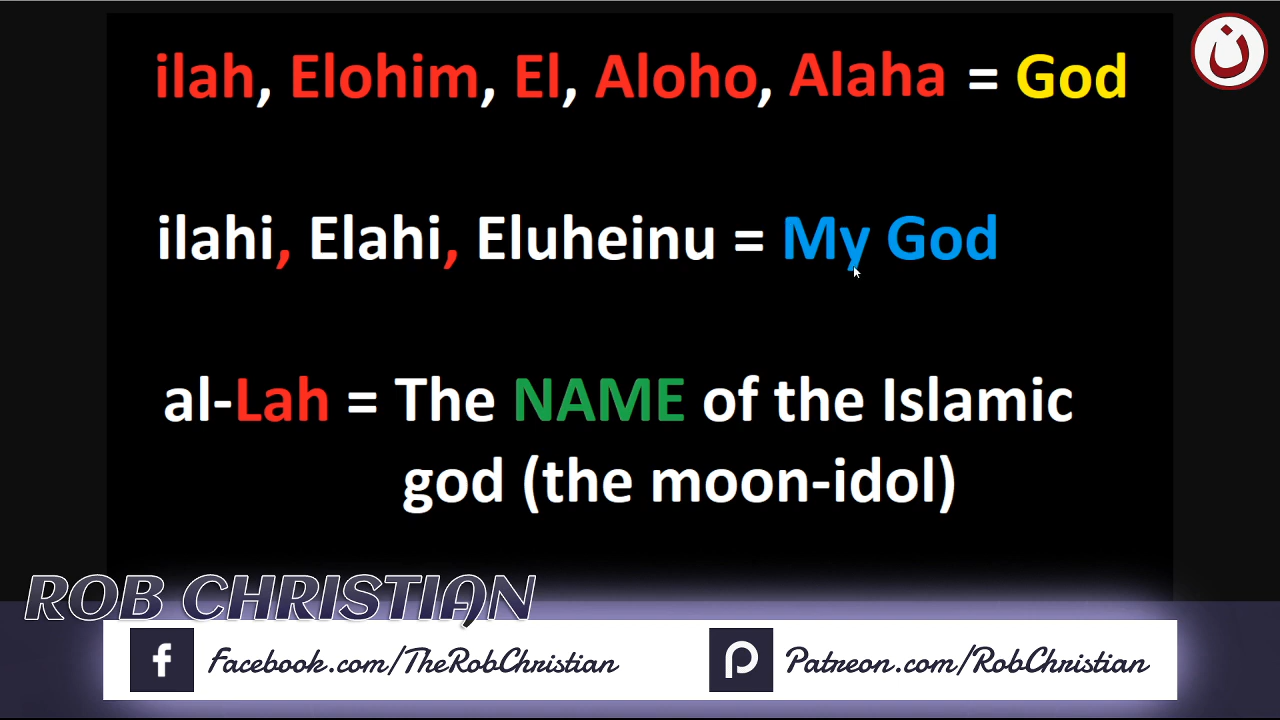 ن
ilah, Elohim, El, Aloho, Alaha = God
ilahi, Elahi, Eluheinu = My God
al-Lah = The NAME of the Islamic
god (the moon-idol)
ROB CHRISTIAN
Facebook.com/TheRobChristian
Patreon.com/RobChristian